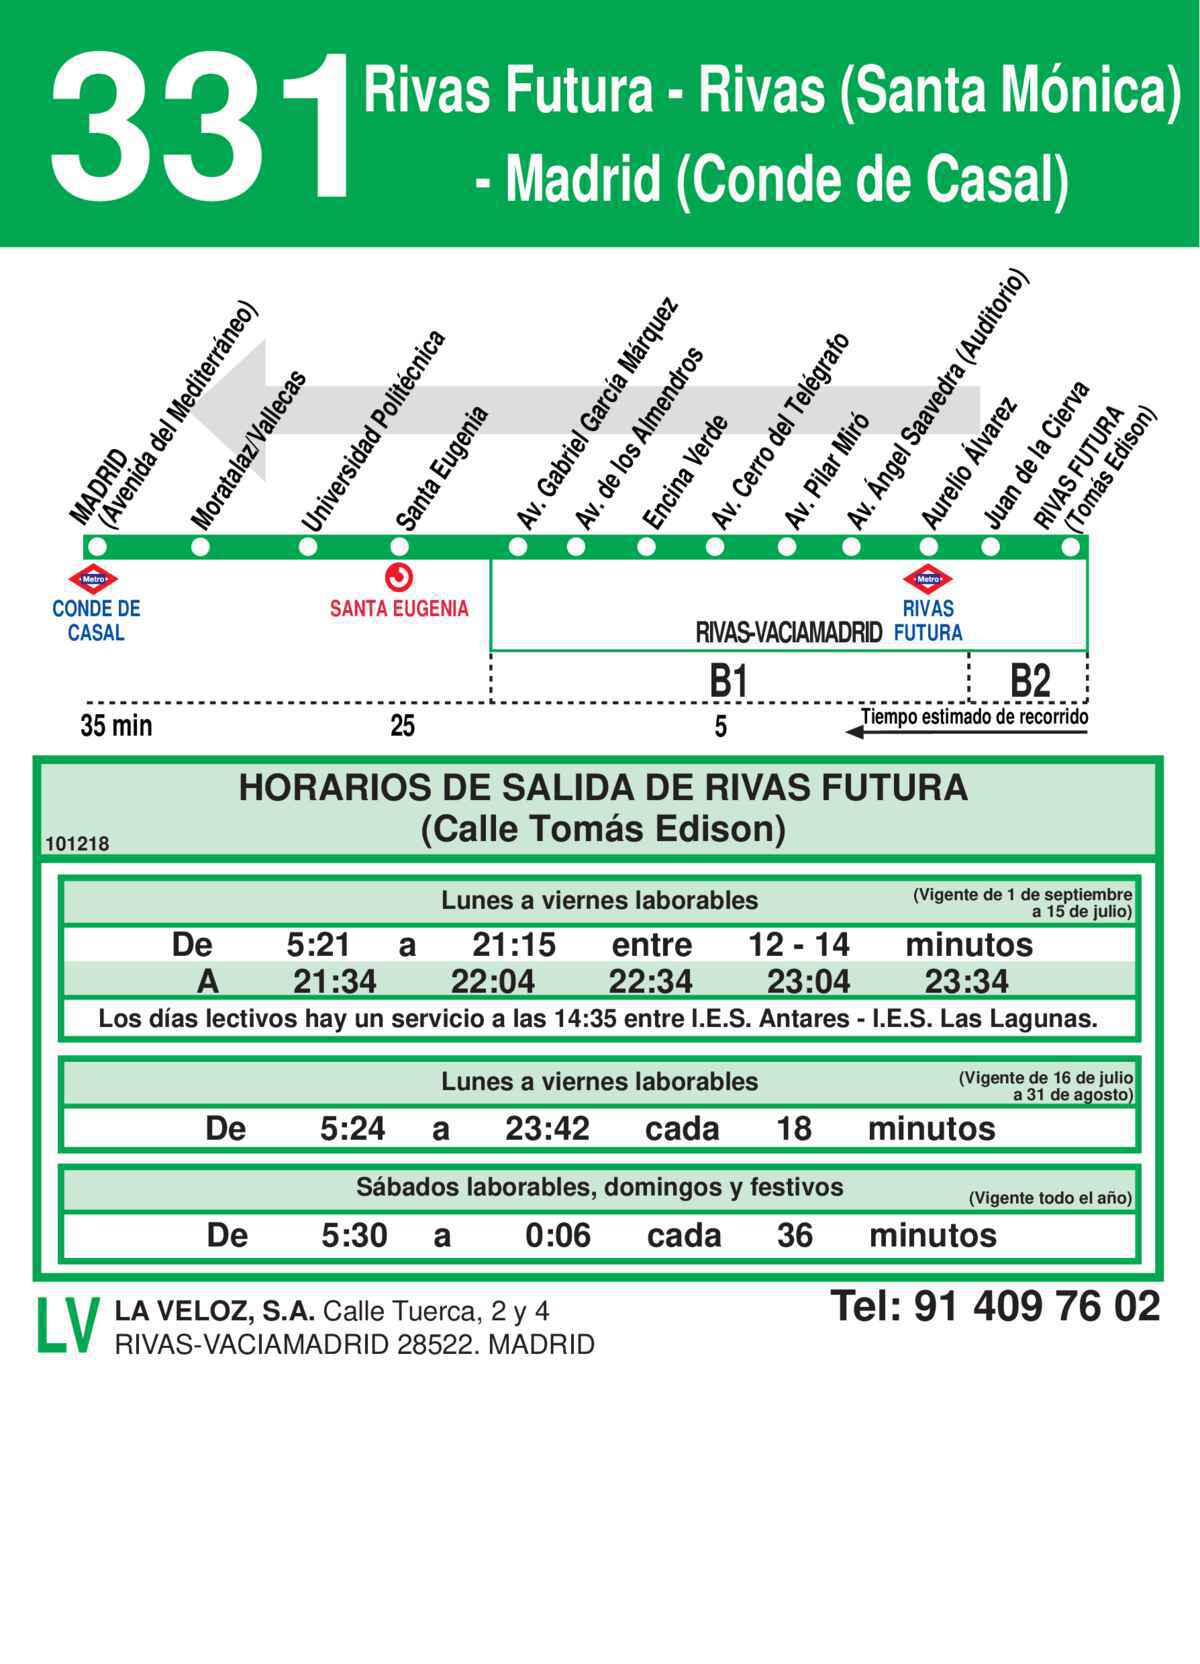 331
Rivas Futura - Rivas (Santa Mónica)
- Madrid (Conde de Casal)
MADRID
(Avenida del Mediterráneo)
Moratalaz/Vallecas
Universidad Politécnica
Santa Eugenia
Av. Gabriel García Márquez
Av. de los Almendros
Encina Verde
Av. Cerro del Telégrafo
Av. Pilar Miró
Av. Ángel Saavedra (Auditorio)
Aurelio Álvarez
Juan de la Cierva
RIVAS FUTURA
(Tomás Edison)
Metro
CONDE DE
CASAL
SANTA EUGENIA
Metro
RIVAS
FUTURA
RIVAS-VACIAMADRID
B1
B2
35 min
25
5
Tiempo estimado de recorrido
HORARIOS DE SALIDA DE RIVAS FUTURA
(Calle Tomás Edison)
101218
Lunes a viernes laborables
(Vigente de 1 de septiembre
a 15 de julio)
De 5:21 a 21:15 entre 12 - 14 minutos
A 21:34 22:04 22:34 23:04 23:34
Los días lectivos hay un servicio a las 14:35 entre I.E.S. Antares - I.E.S. Las Lagunas.
Lunes a viernes laborables
(Vigente de 16 de julio
a 31 de agosto)
De 5:24 a 23:42 cada 18 minutos
Sábados laborables, domingos y festivos
(Vigente todo el año)
De 5:30 a 0:06 cada 36 minutos
LV
LA VELOZ, S.A. Calle Tuerca, 2 y 4
RIVAS-VACIAMADRID 28522. MADRID
Tel: 91 409 76 02